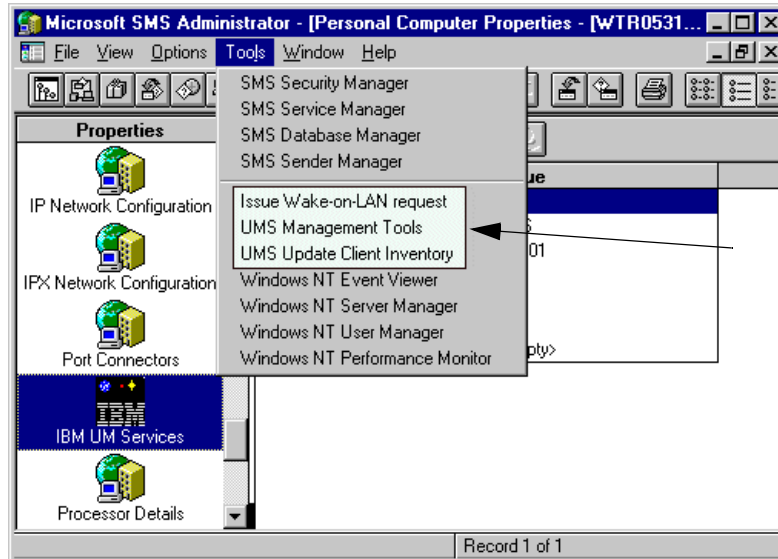 Microsoft SMS Administrator - [Personal Computer Properties - [WTR0531...
File View Options Tools Window Help
SMS Security Manager
SMS Service Manager
SMS Database Manager
SMS Sender Manager
Issue Wake-on-LAN request
UMS Management Tools
UMS Update Client Inventory
Windows NT Event Viewer
Windows NT Server Manager
Windows NT User Manager
Windows NT Performance Monitor
Properties
IP Network Configuration
IPX Network Configuration
Port Connectors
IBM
IBM UM Services
Processor Details
ue
01
pty>
Record 1 of 1